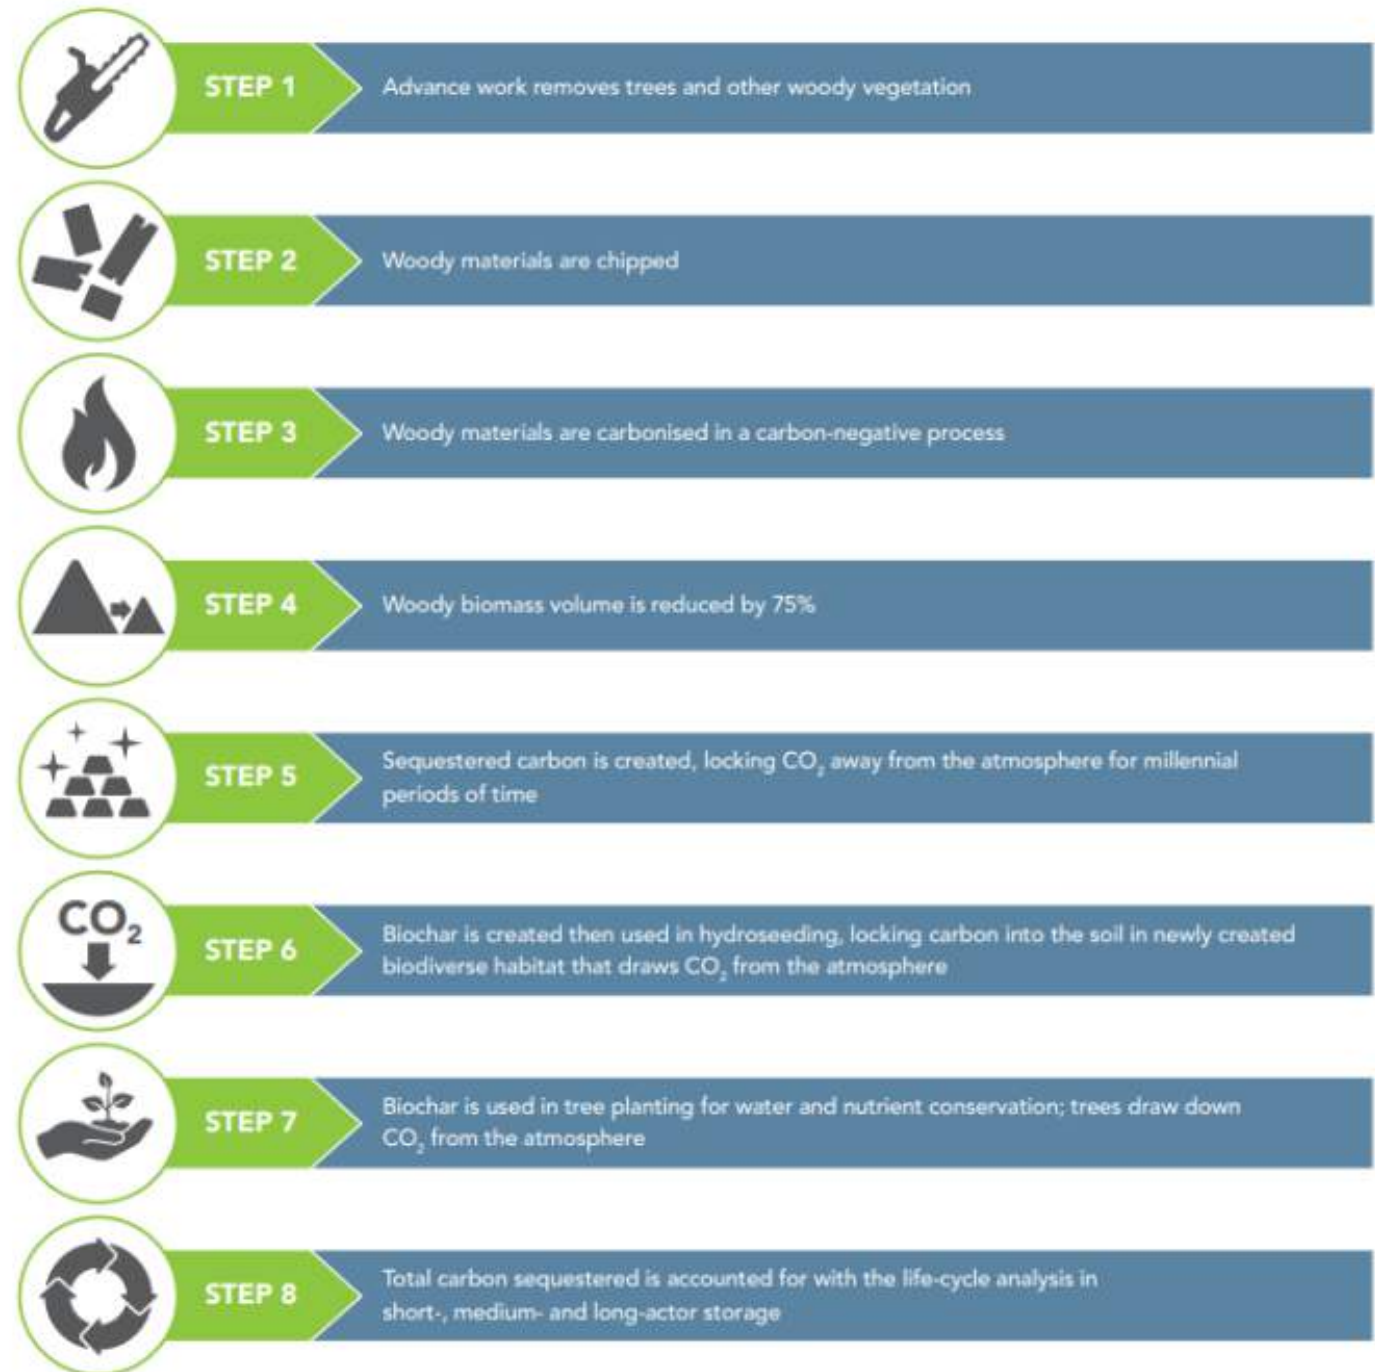 STEP 1
Advance work removes trees and other woody vegetation
STEP 2
Woody materials are chipped
STEP 3
Woody materials are carbonised in a carbon-negative process
STEP 4
Woody biomass volume is reduced by 75%
STEP 5
Sequestered carbon is created, locking CO₂ away from the atmosphere for millennial
periods of time
CO₂
STEP 6
Biochar is created then used in hydroseeding, locking carbon into the soil in newly created
biodiverse habitat that draws CO₂ from the atmosphere
STEP 7
Biochar is used in tree planting for water and nutrient conservation; trees draw down
CO₂ from the atmosphere
STEP 8
Total carbon sequestered is accounted for with the life-cycle analysis in
short-, medium- and long-actor storage